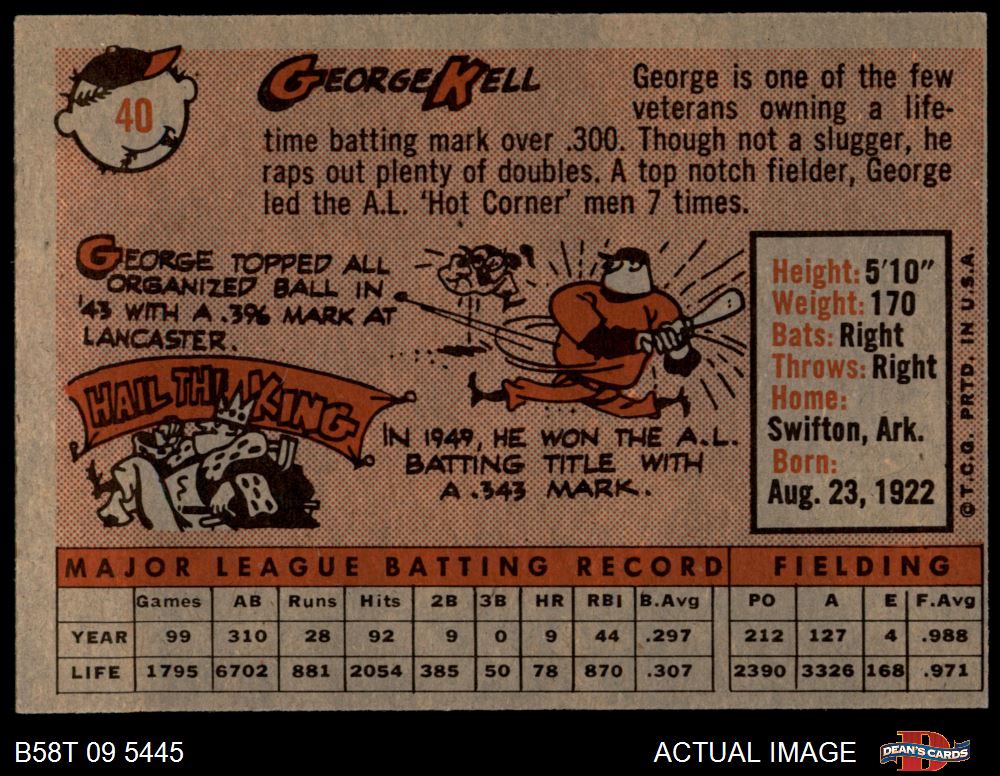 40
GEORGE KELL
George is one of the few
veterans owning a life-
time batting mark over .300. Though not a slugger, he
raps out plenty of doubles. A top notch fielder, George
led the A.L. 'Hot Corner' men 7 times.
GEORGE TOPPED ALL
ORGANIZED BALL IN
'43 WITH A .396 MARK AT
LANCASTER.
HAIL TH' KING
IN 1949, HE WON THE A.L.
BATTING TITLE WITH
A .343 MARK.
Height: 5'10"
Weight: 170
Bats: Right
Throws: Right
Home:
Swifton, Ark.
Born:
Aug. 23, 1922
© T.C.G. PRTD. IN U.S.A.
MAJOR LEAGUE BATTING RECORD FIELDING
Games AB Runs Hits 2B 3B HR RBI B.Avg PO A E F.Avg
YEAR 99 310 28 92 9 0 9 44 .297 212 127 4 .988
LIFE 1795 6702 881 2054 385 50 78 870 .307 2390 3326 168 .971
B58T 09 5445
ACTUAL IMAGE
DEAN'S CARDS